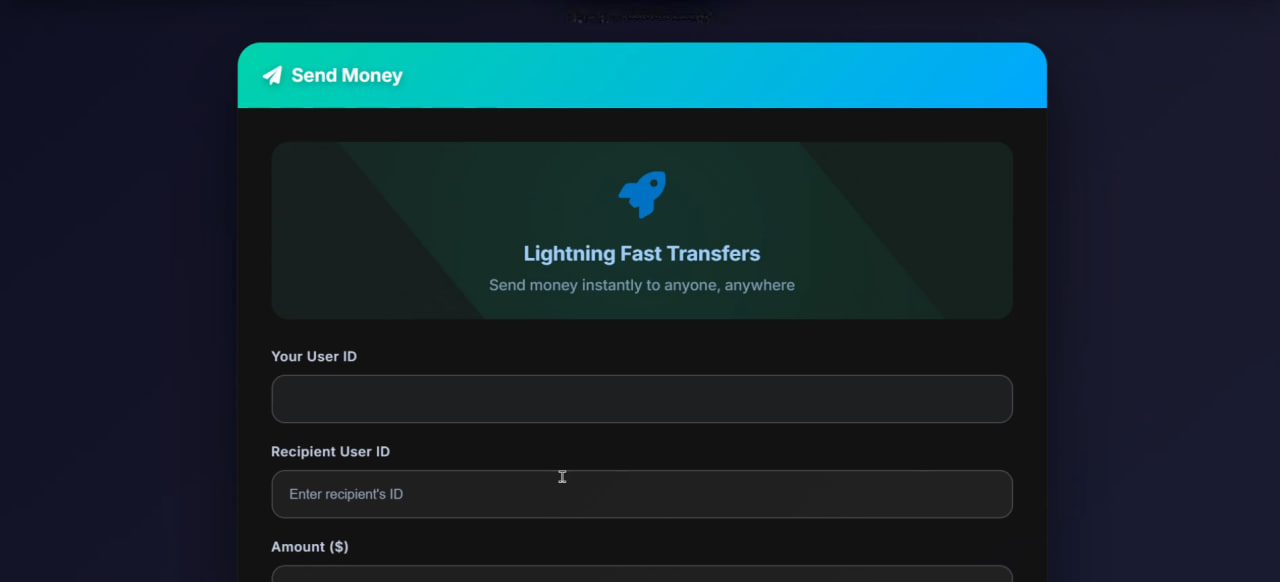 Send Money
Lightning Fast Transfers
Send money instantly to anyone, anywhere
Your User ID
Recipient User ID
Enter recipient's ID
Amount ($)